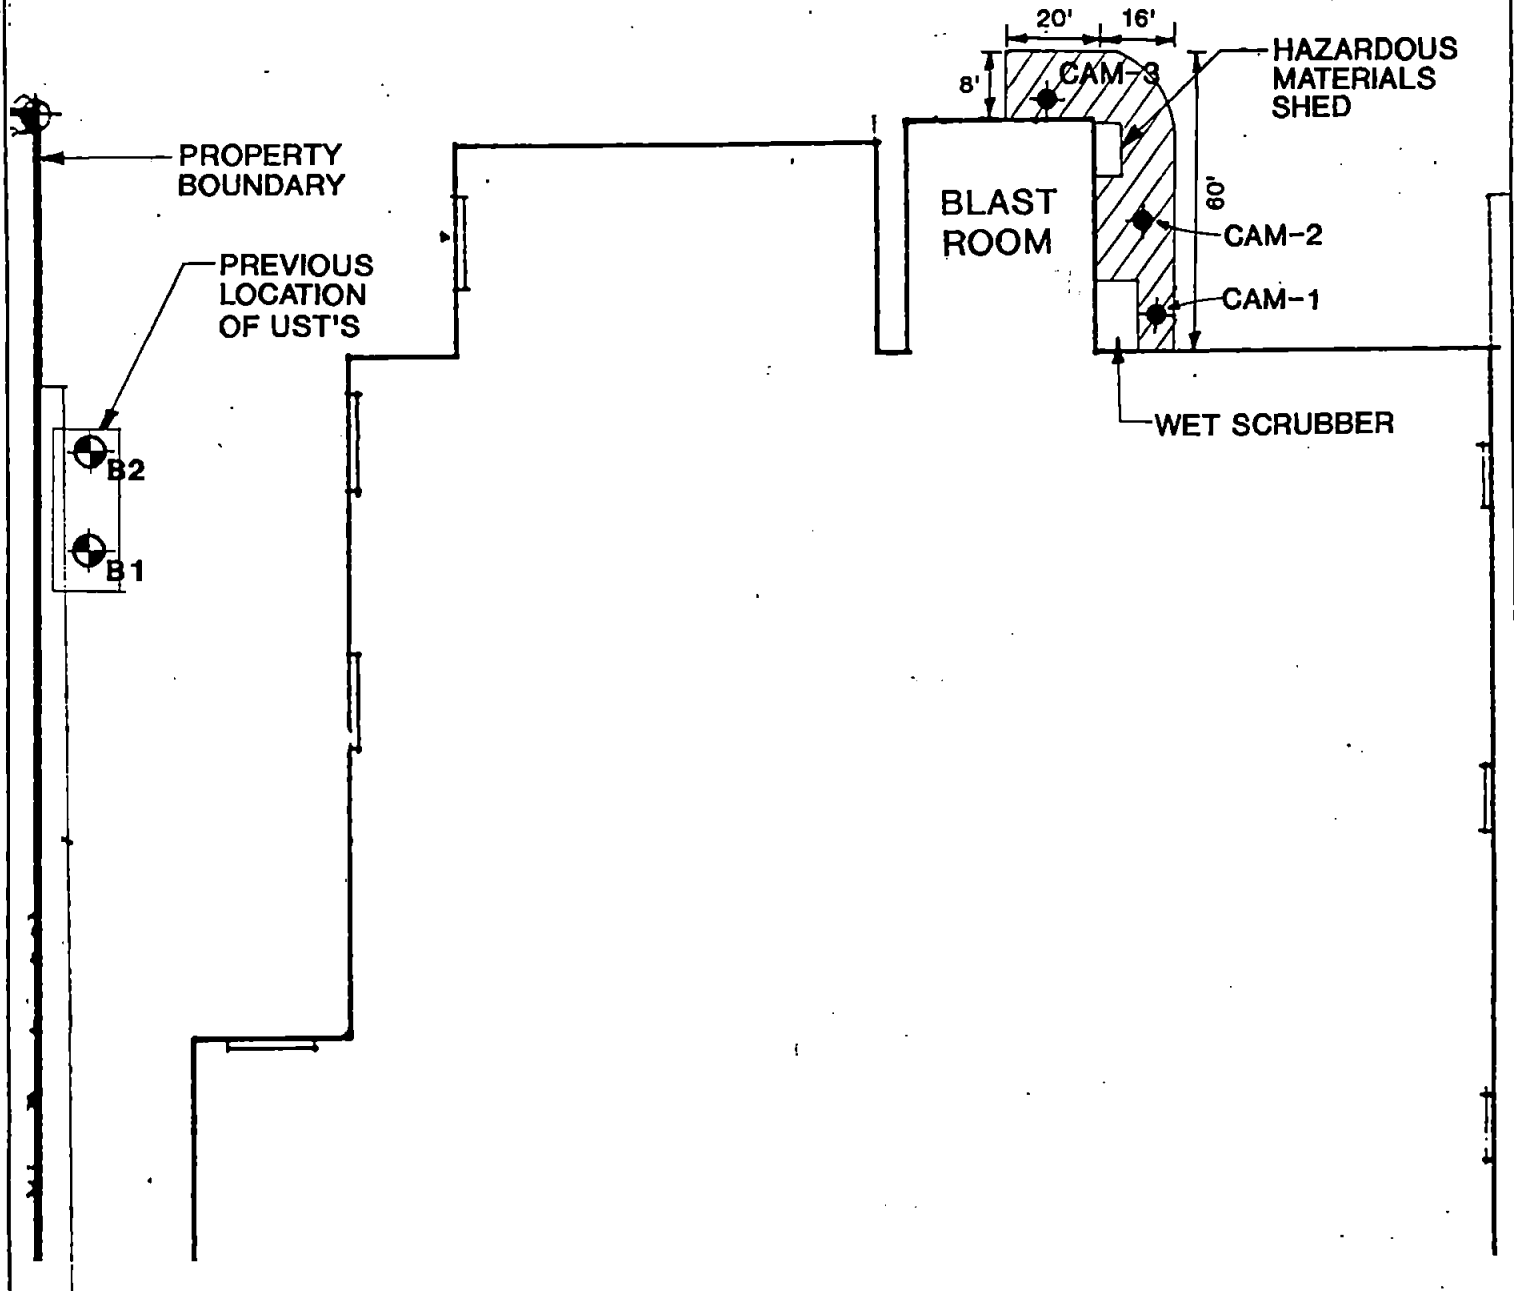 20' 16'
HAZARDOUS
MATERIALS
SHED
CAM-3
8'
PROPERTY
BOUNDARY
BLAST
ROOM
60'
CAM-2
PREVIOUS
LOCATION
OF UST'S
CAM-1
WET SCRUBBER
B2
B1